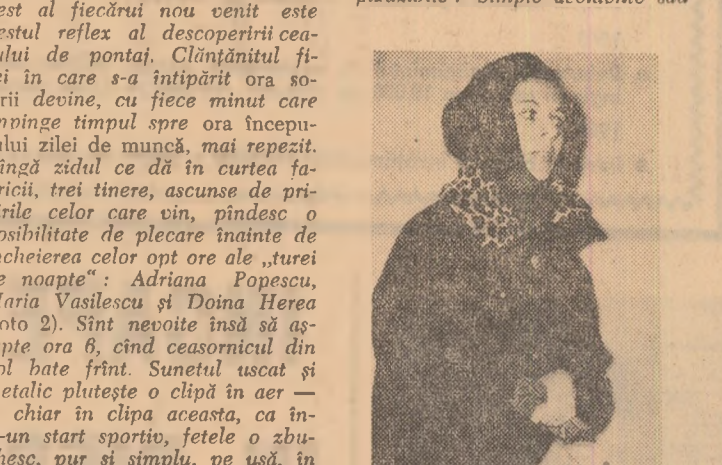 est al fiecărui nou venit este
estul reflex al descoperirii cea-
ului de pontaj. Clănțănitul fi-
ei în care s-a întipărit ora so-
rii devine, cu fiece minut care
mpinge timpul spre ora începu-
lui zilei de muncă, mai repezit.
îngă zidul ce dă în curtea fa-
ricii, trei tinere, ascunse de pri-
irile celor care vin, pîndesc o
osibilitate de plecare înainte de
ncheierea celor opt ore ale „turei
e noapte“ : Adriana Popescu,
Maria Vasilescu și Doina Herea
oto 2). Sînt nevoite însă să aș-
pte ora 6, cînd ceasornicul din
ol bate frînt. Sunetul uscat și
etalic plutește o clipă în aer —
chiar în clipa aceasta, ca în-
-un start sportiv, fetele o zbu-
hesc, pur și simplu, pe ușă, în